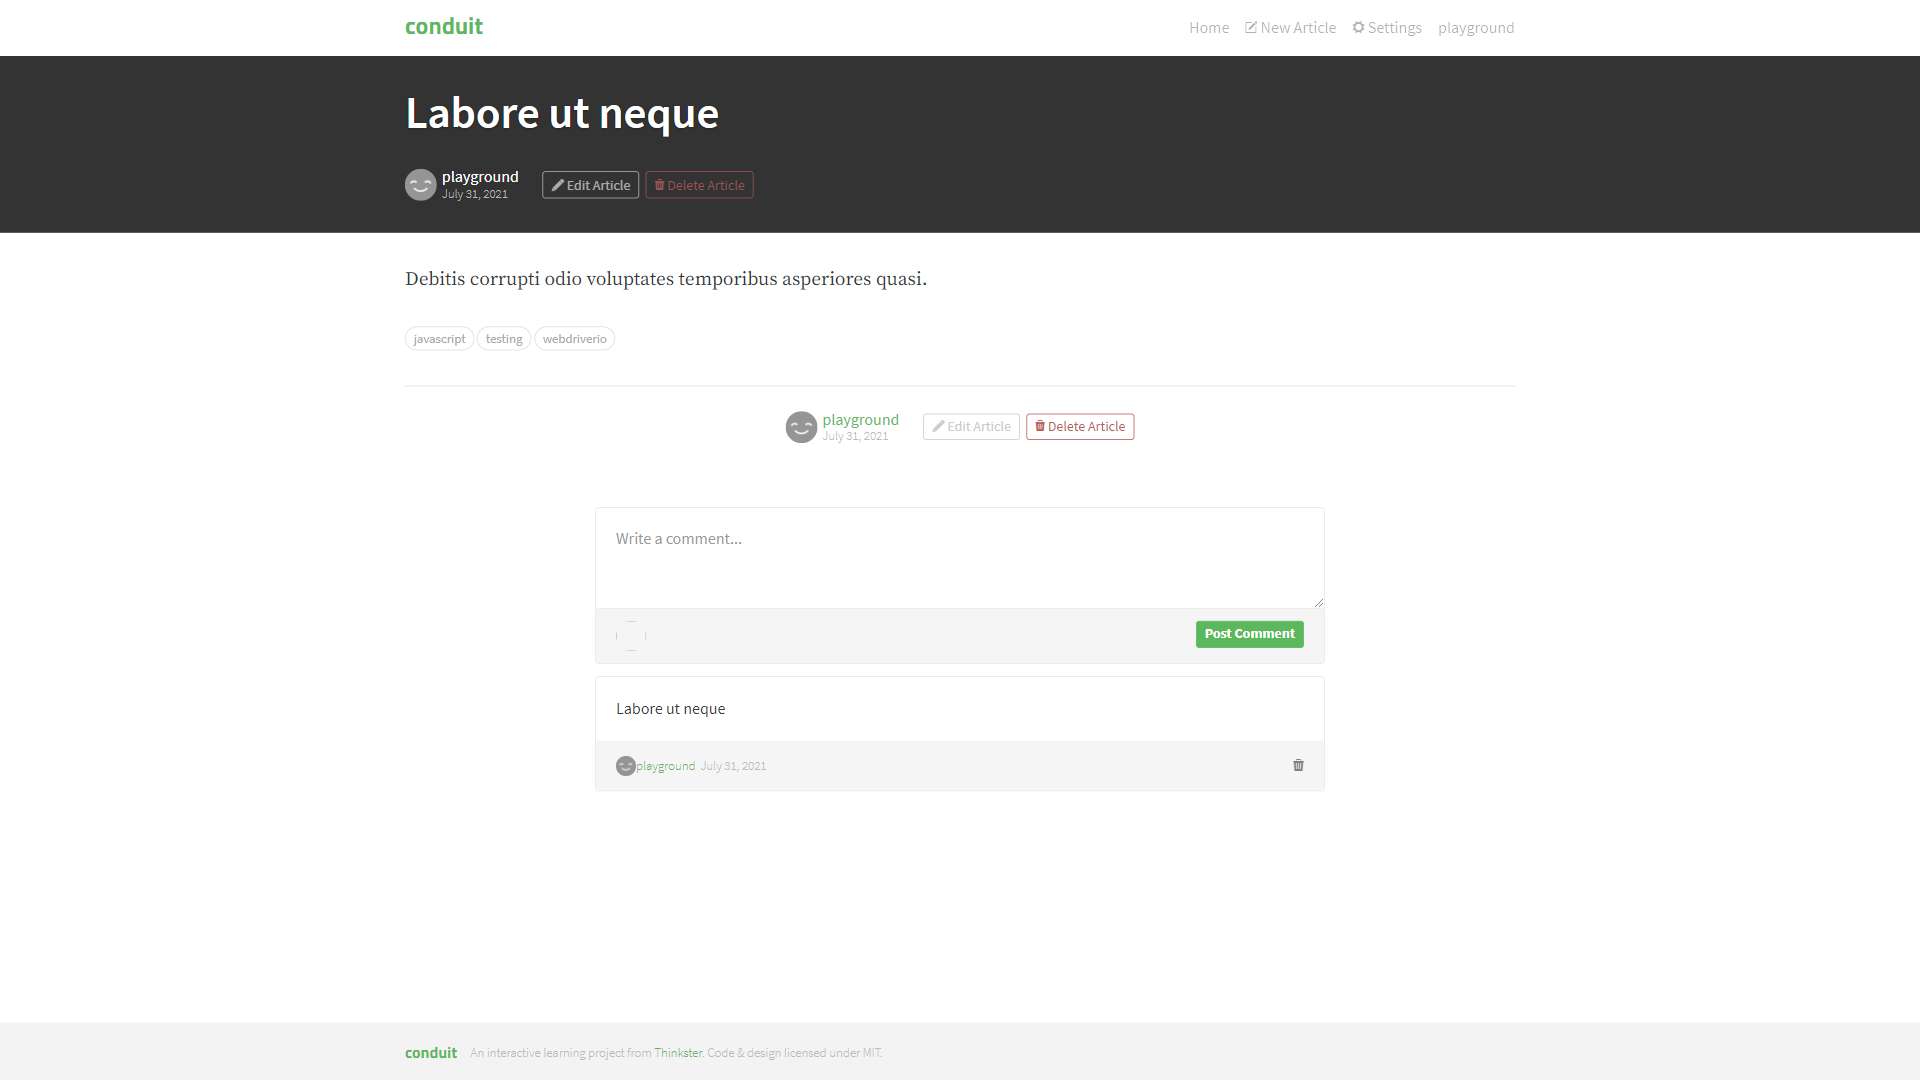 conduit
Home New Article Settings playground
Labore ut neque
playground
July 31, 2021
Edit Article Delete Article
Debitis corrupti odio voluptates temporibus asperiores quasi.
javascript testing webdriverio
playground
July 31, 2021
Edit Article Delete Article
Write a comment...
Post Comment
Labore ut neque
playground July 31, 2021
conduit An interactive learning project from Thinkster. Code & design licensed under MIT.